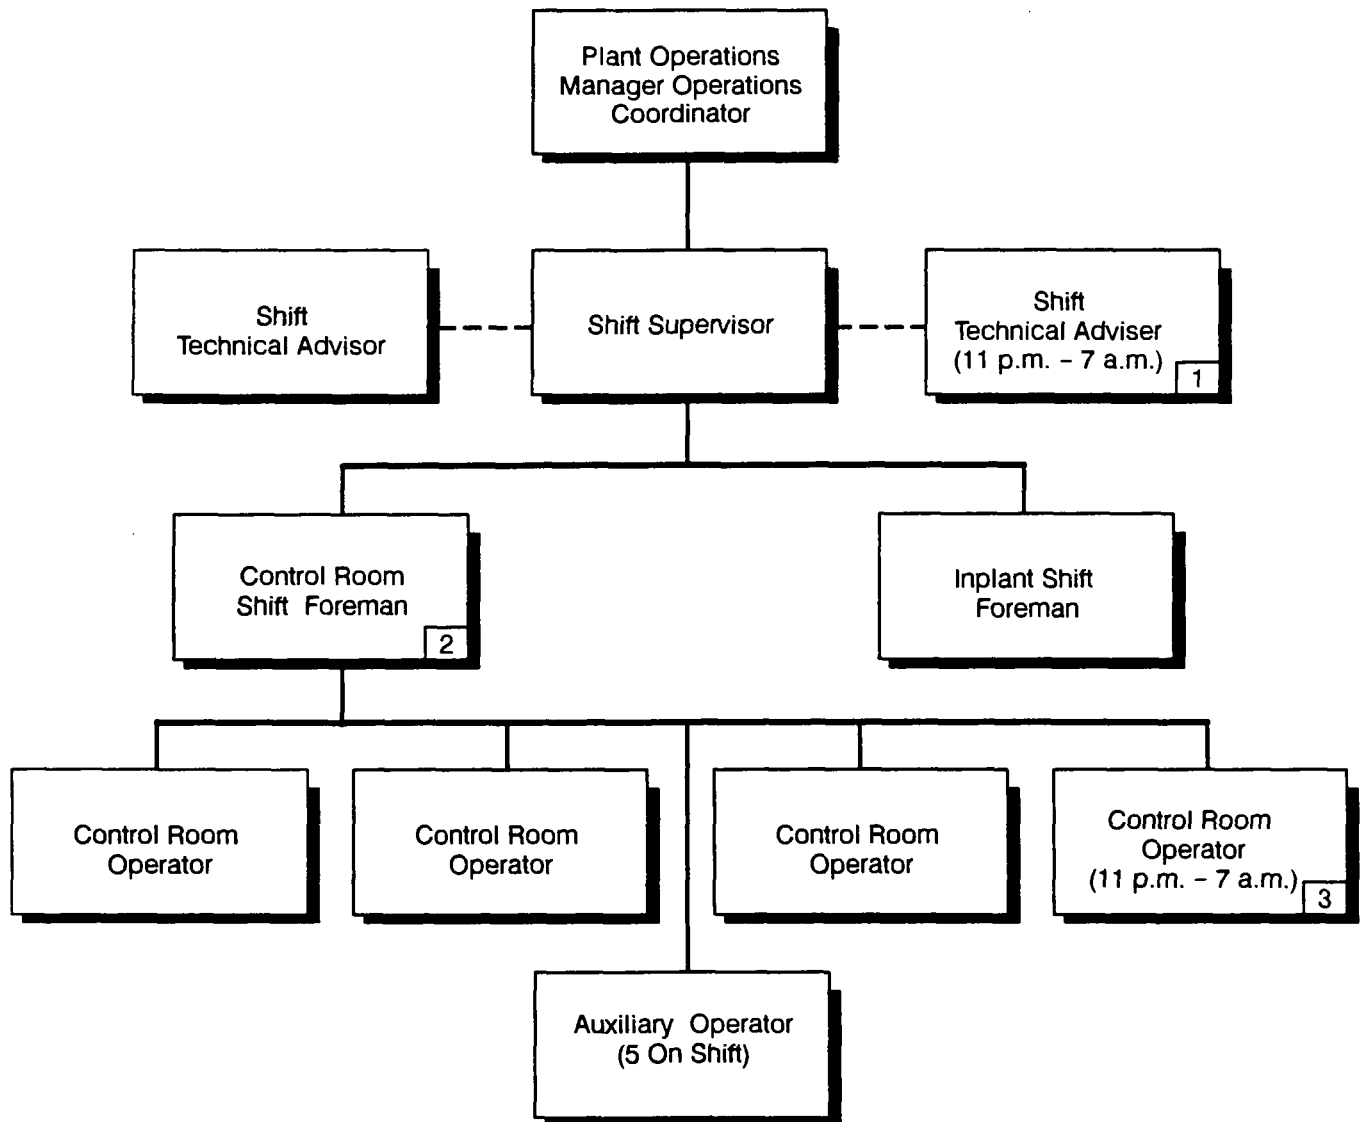 Plant Operations
Manager Operations
Coordinator
Shift
Technical Advisor
Shift Supervisor
Shift
Technical Adviser
(11 p.m. – 7 a.m.)
1
Control Room
Shift Foreman
2
Inplant Shift
Foreman
Control Room
Operator
Control Room
Operator
Control Room
Operator
Control Room
Operator
(11 p.m. – 7 a.m.)
3
Auxiliary Operator
(5 On Shift)